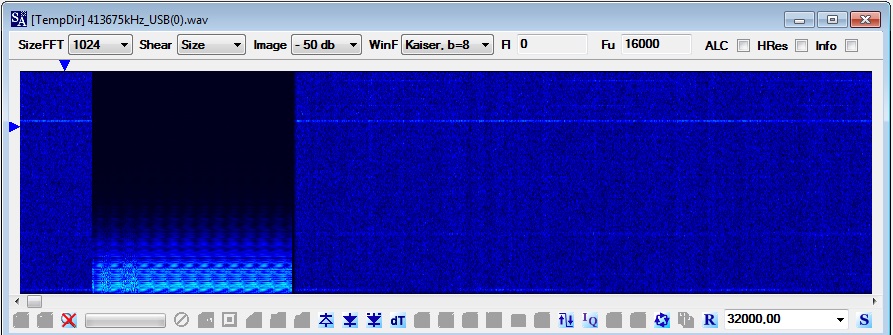 SA [TempDir] 413675kHz_USB(0).wav
SizeFFT 1024 Shear Size Image - 50 db WinF Kaiser, b=8 Fl 0 Fu 16000 ALC HRes Info
dT IQ R 32000,00 S